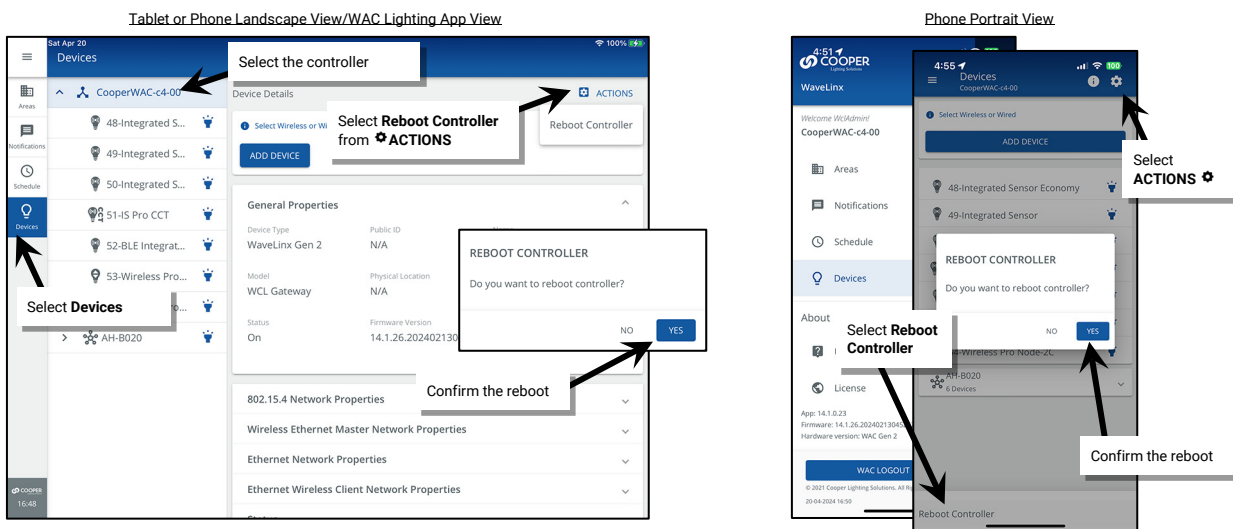 Tablet or Phone Landscape View/WAC Lighting App View
Sat Apr 20
100%
Devices
Select the controller
Areas
Notifications
Schedule
Devices
CooperWAC-c4-00
48-Integrated S...
49-Integrated S...
50-Integrated S...
51-IS Pro CCT
52-BLE Integrat...
53-Wireless Pro...
o...
AH-B020
Select Devices
COOPER
16:48
Device Details
ACTIONS
Select Wireless or Wi
Select Reboot Controller
from ACTIONS
Reboot Controller
ADD DEVICE
General Properties
Device Type
Public ID
WaveLinx Gen 2
N/A
Model
Physical Location
WCL Gateway
N/A
Status
Firmware Version
On
14.1.26.202402130
REBOOT CONTROLLER
Do you want to reboot controller?
NO
YES
Confirm the reboot
802.15.4 Network Properties
Wireless Ethernet Master Network Properties
Ethernet Network Properties
Ethernet Wireless Client Network Properties
Phone Portrait View
4:51
COOPER
Lighting Solutions
WaveLinx
Welcome WclAdmin!
CooperWAC-c4-00
Areas
Notifications
Schedule
Devices
About
License
App: 14.1.0.23
Firmware: 14.1.26.2024021304
Hardware version: WAC Gen 2
WAC LOGOUT
© 2021 Cooper Lighting Solutions. All Rig
20-04-2024 16:50
4:55
100
Devices
CooperWAC-c4-00
Select Wireless or Wired
ADD DEVICE
Select
ACTIONS
48-Integrated Sensor Economy
49-Integrated Sensor
REBOOT CONTROLLER
Do you want to reboot controller?
NO
YES
Select Reboot
Controller
54-Wireless Pro Node-2C
AH-B020
6 Devices
Confirm the reboot
Reboot Controller